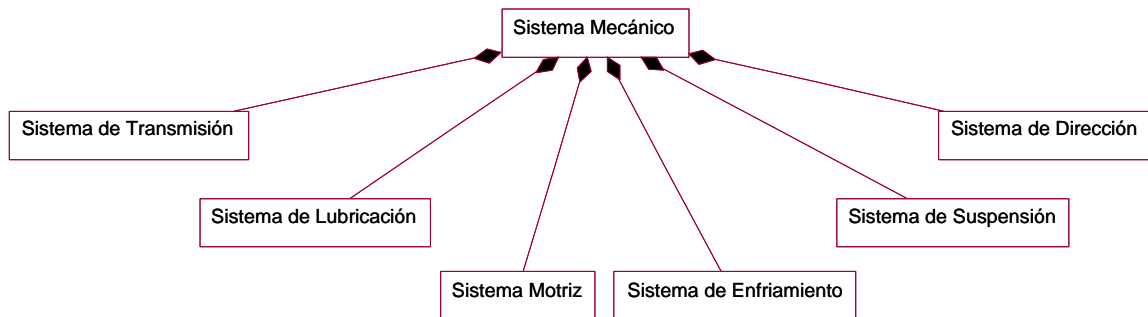 Sistema Mecánico
Sistema de Transmisión
Sistema de Dirección
Sistema de Lubricación
Sistema de Suspensión
Sistema Motriz
Sistema de Enfriamiento